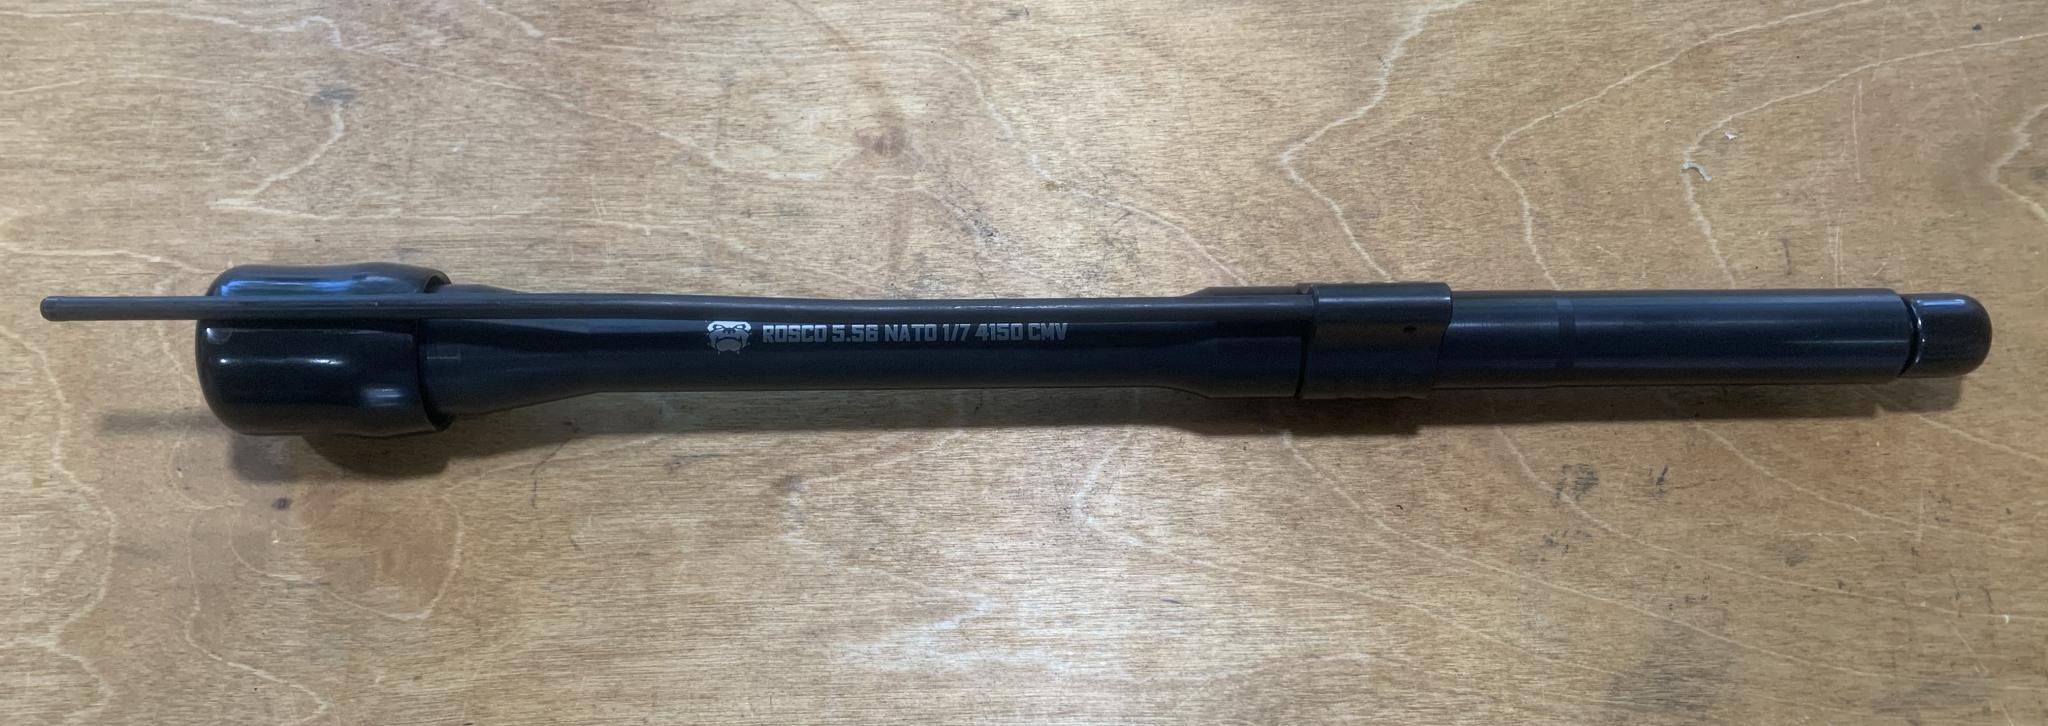 ROSCO 5.56 NATO 1/7 4150 CMV